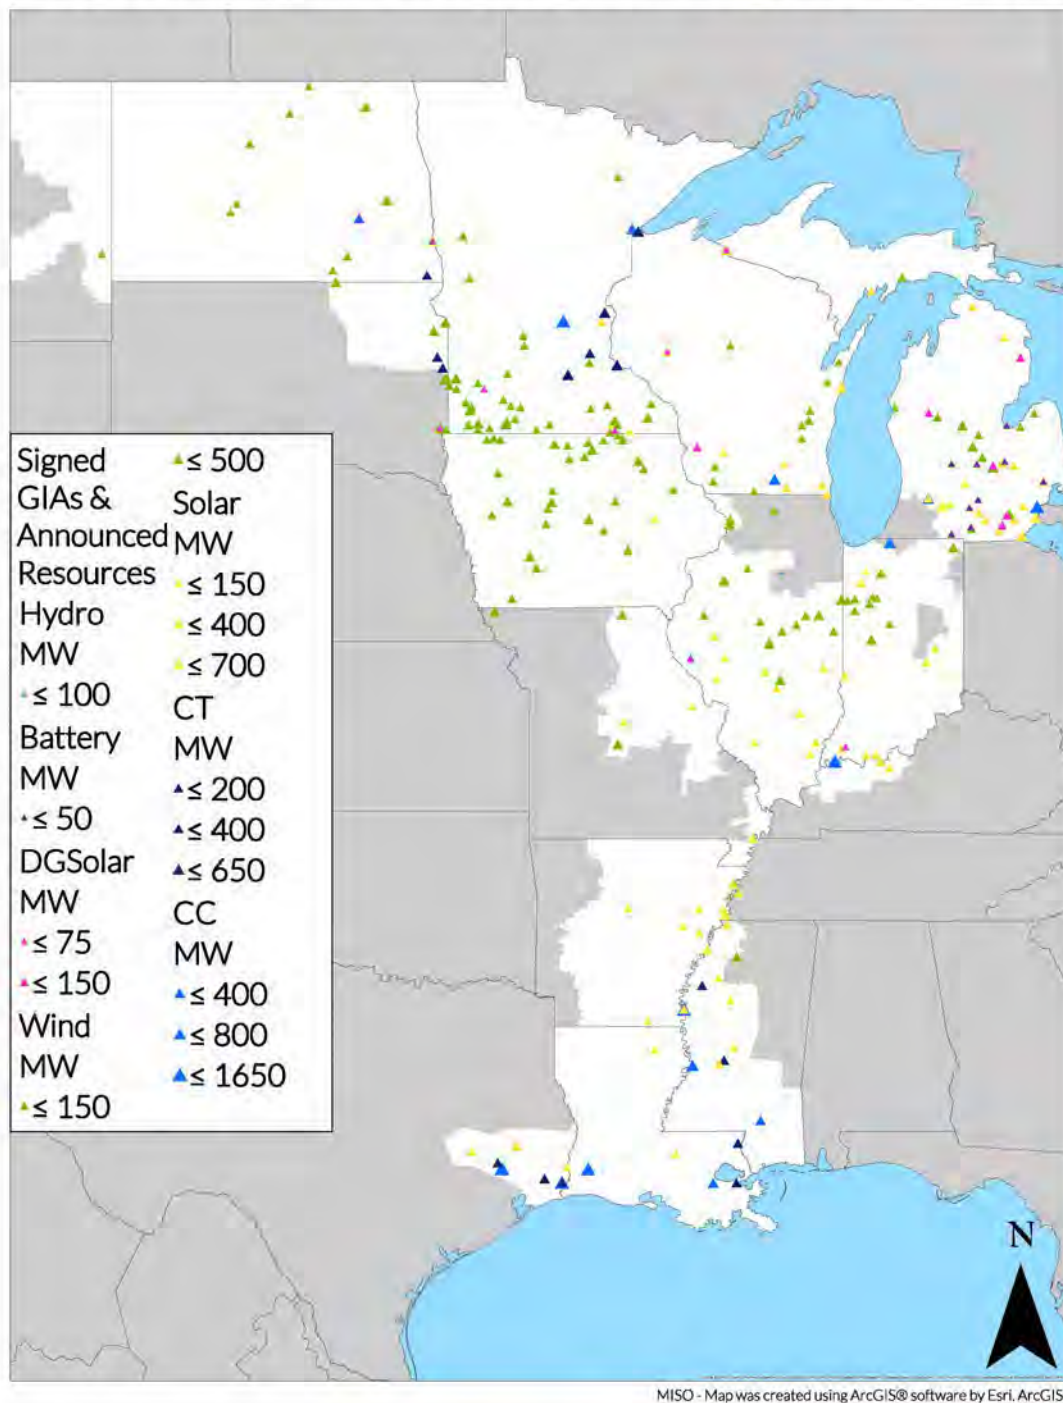 Signed
GIAs &
Announced
Resources
Hydro
MW
≤ 100
Battery
MW
≤ 50
DGSolar
MW
≤ 75
≤ 150
Wind
MW
≤ 150
≤ 500
Solar
MW
≤ 150
≤ 400
≤ 700
CT
MW
≤ 200
≤ 400
≤ 650
CC
MW
≤ 400
≤ 800
≤ 1650
N
MISO - Map was created using ArcGIS® software by Esri. ArcGIS